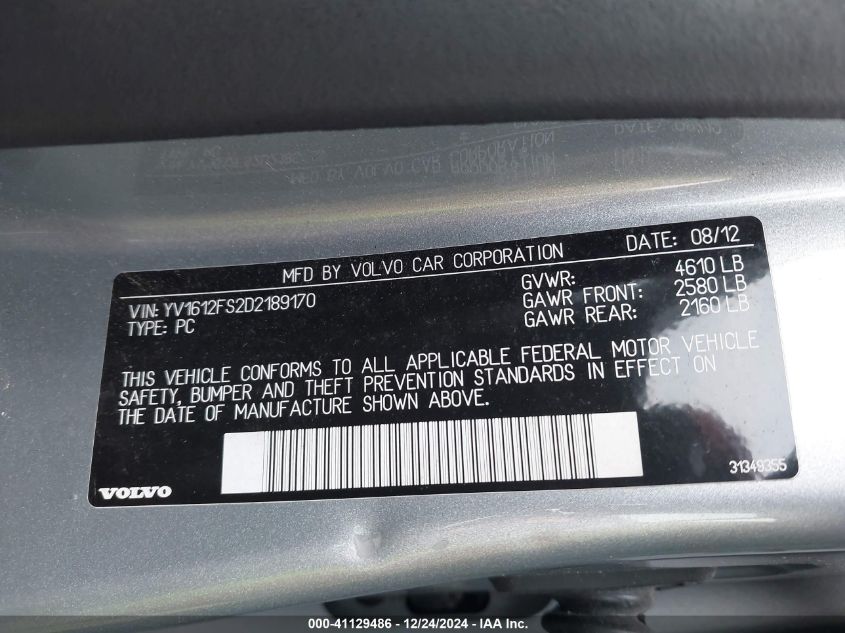 MFD BY VOLVO CAR CORPORATION DATE: 08/12
VIN: YV1612FS2D2189170
TYPE: PC
GVWR: 4610 LB
GAWR FRONT: 2580 LB
GAWR REAR: 2160 LB
THIS VEHICLE CONFORMS TO ALL APPLICABLE FEDERAL MOTOR VEHICLE
SAFETY, BUMPER AND THEFT PREVENTION STANDARDS IN EFFECT ON
THE DATE OF MANUFACTURE SHOWN ABOVE.
31349355
VOLVO
000-41129486 - 12/24/2024 - IAA Inc.